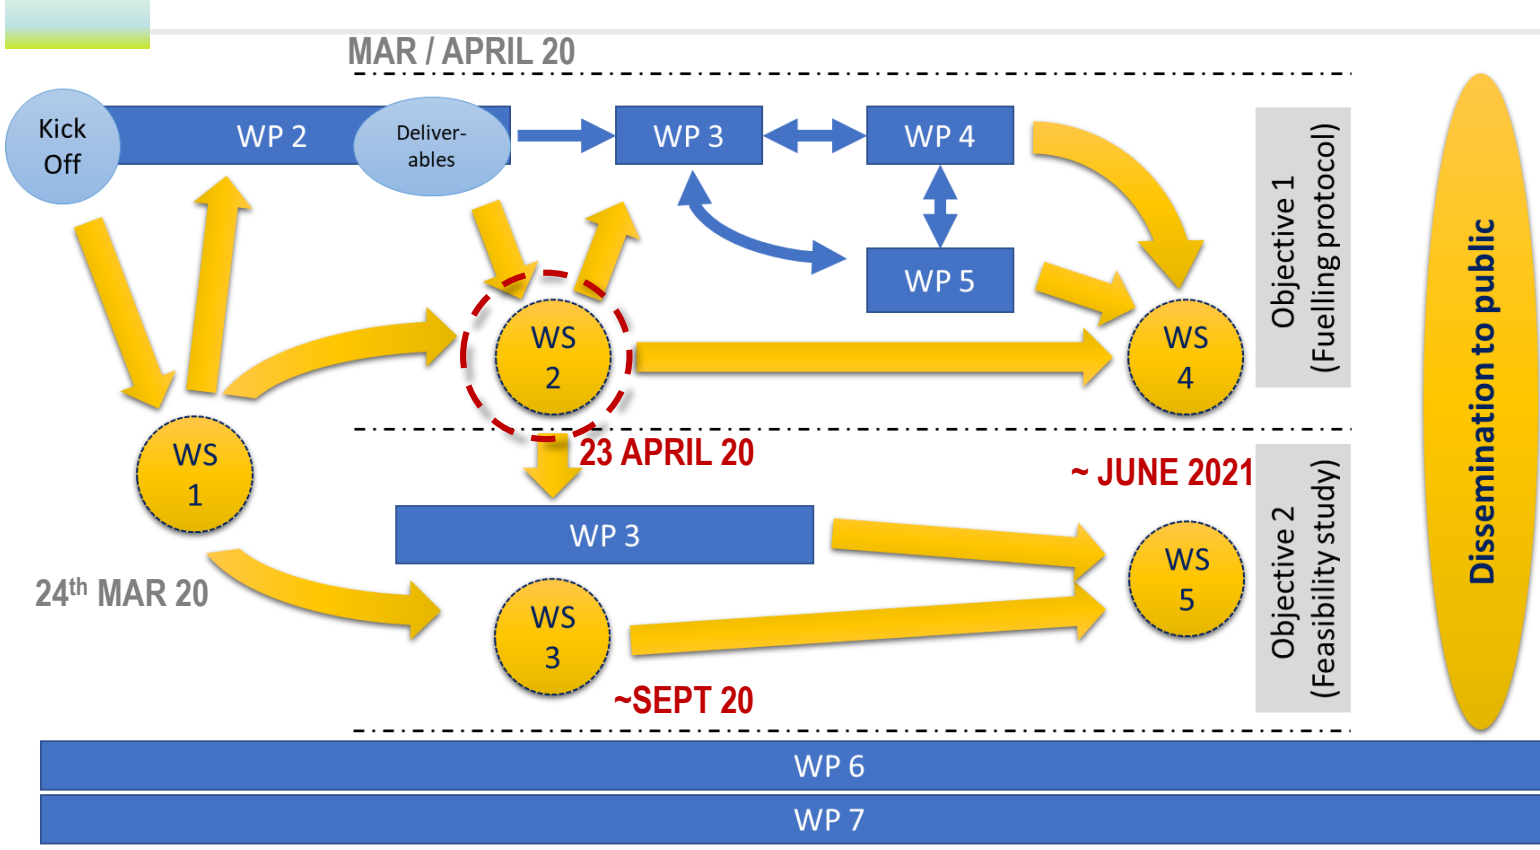 MAR / APRIL 20
Kick
Off
WP 2
Deliver-
ables
WP 3
WP 4
WP 5
WS
2
WS
4
Objective 1
(Fuelling protocol)
Dissemination to public
WS
1
23 APRIL 20
~ JUNE 2021
WP 3
24th MAR 20
WS
3
WS
5
Objective 2
(Feasibility study)
~SEPT 20
WP 6
WP 7